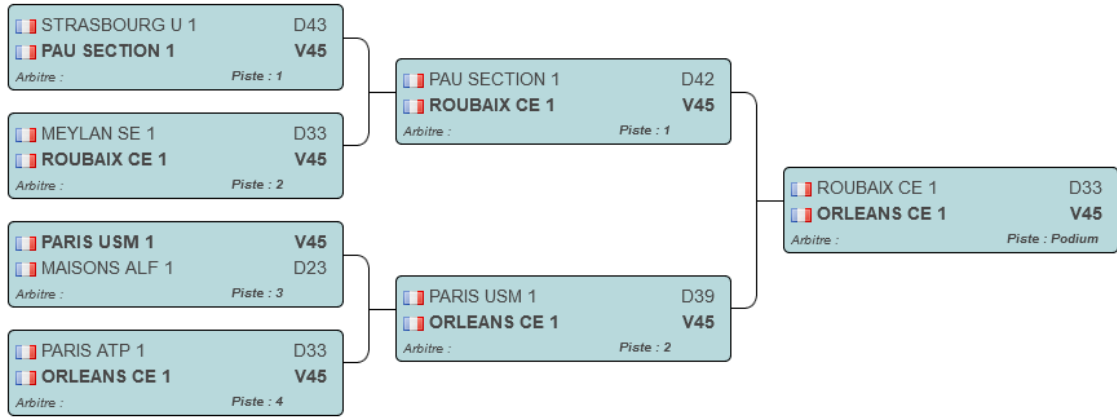 STRASBOURG U 1 D43
PAU SECTION 1 V45
Arbitre : Piste : 1
MEYLAN SE 1 D33
ROUBAIX CE 1 V45
Arbitre : Piste : 2
PARIS USM 1 V45
MAISONS ALF 1 D23
Arbitre : Piste : 3
PARIS ATP 1 D33
ORLEANS CE 1 V45
Arbitre : Piste : 4
PAU SECTION 1 D42
ROUBAIX CE 1 V45
Arbitre : Piste : 1
PARIS USM 1 D39
ORLEANS CE 1 V45
Arbitre : Piste : 2
ROUBAIX CE 1 D33
ORLEANS CE 1 V45
Arbitre : Piste : Podium